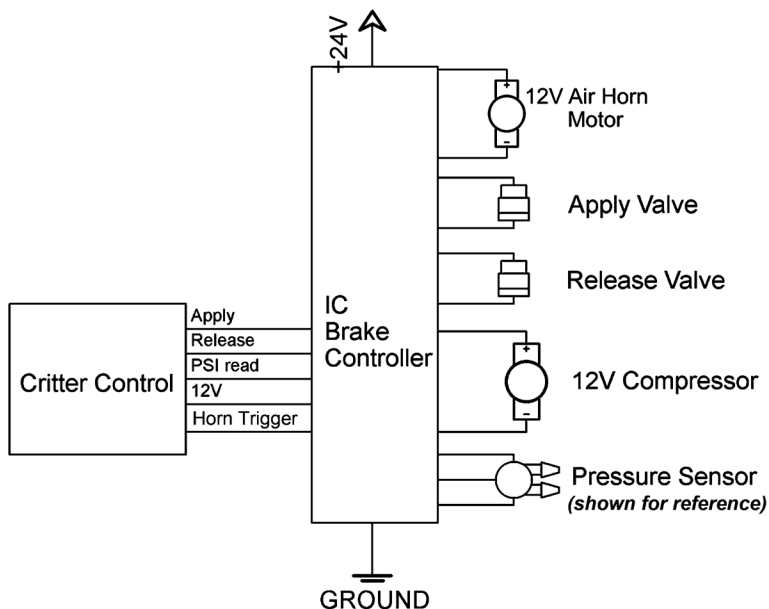 +24V
+
12V Air Horn
Motor
-
Apply Valve
+
Release Valve
IC
Brake
Controller
Critter Control
Apply
Release
PSI read
12V
Horn Trigger
12V Compressor
-
Pressure Sensor
(shown for reference)
GROUND